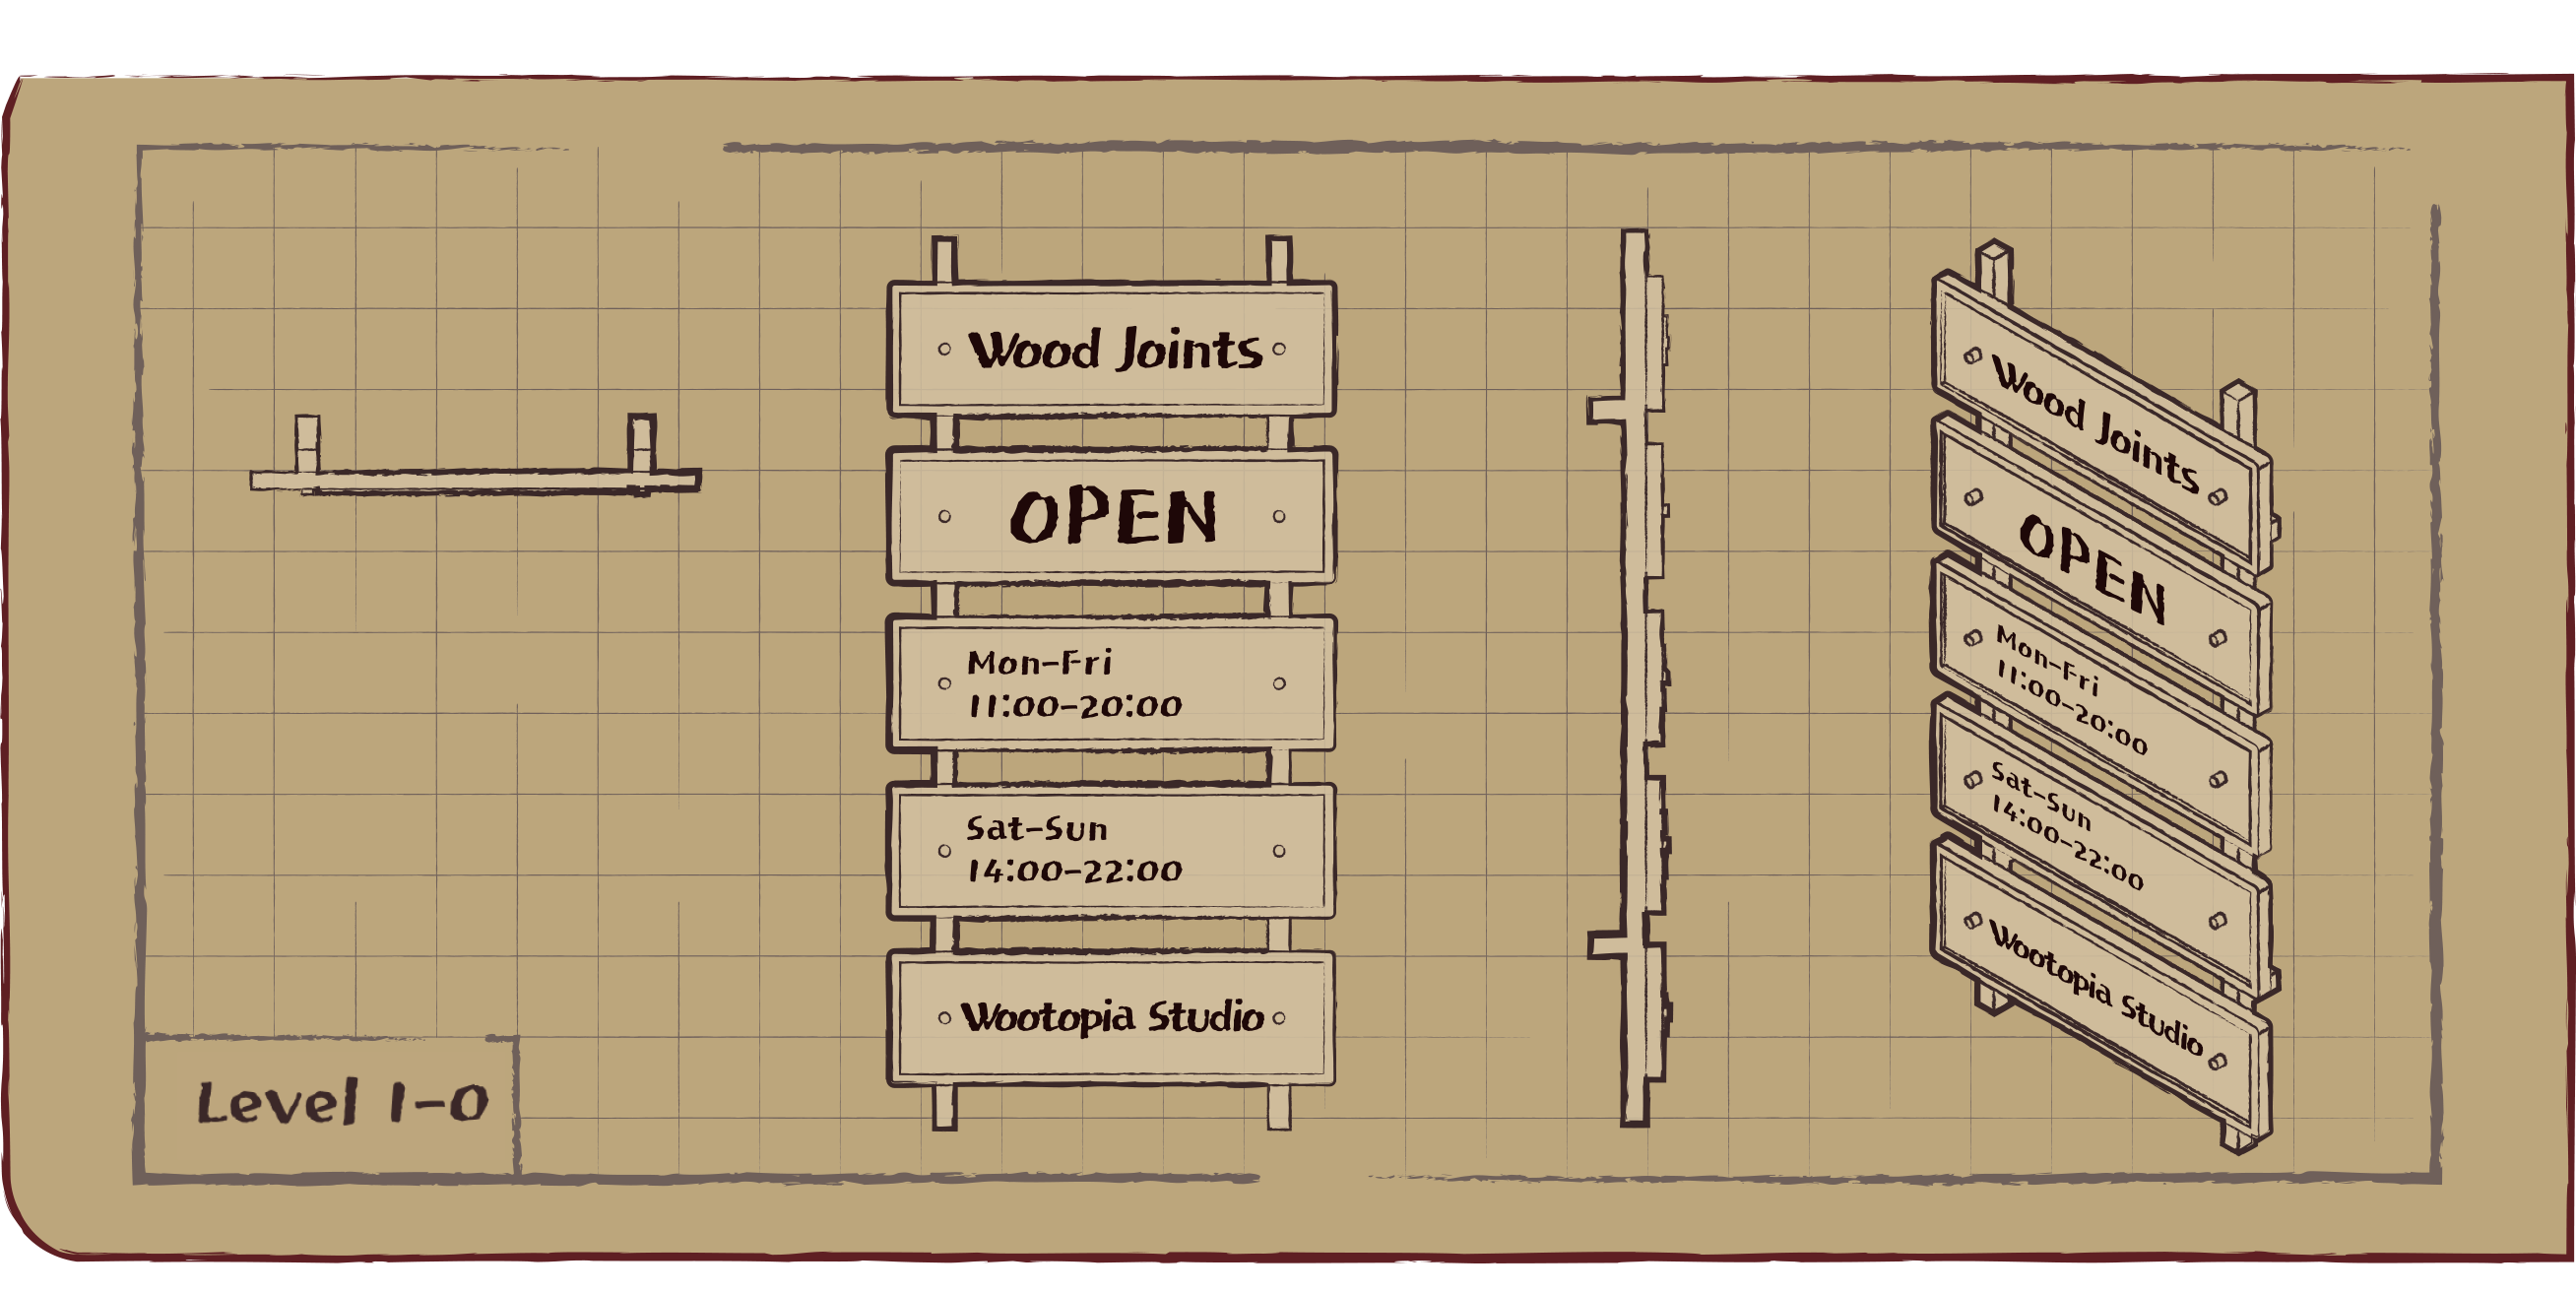 Wood Joints
OPEN
Mon-Fri
11:00-20:00
Sat-Sun
14:00-22:00
Wootopia Studio
Wood Joints
OPEN
Mon-Fri
11:00-20:00
Sat-Sun
14:00-22:00
Wootopia Studio
Level 1-0